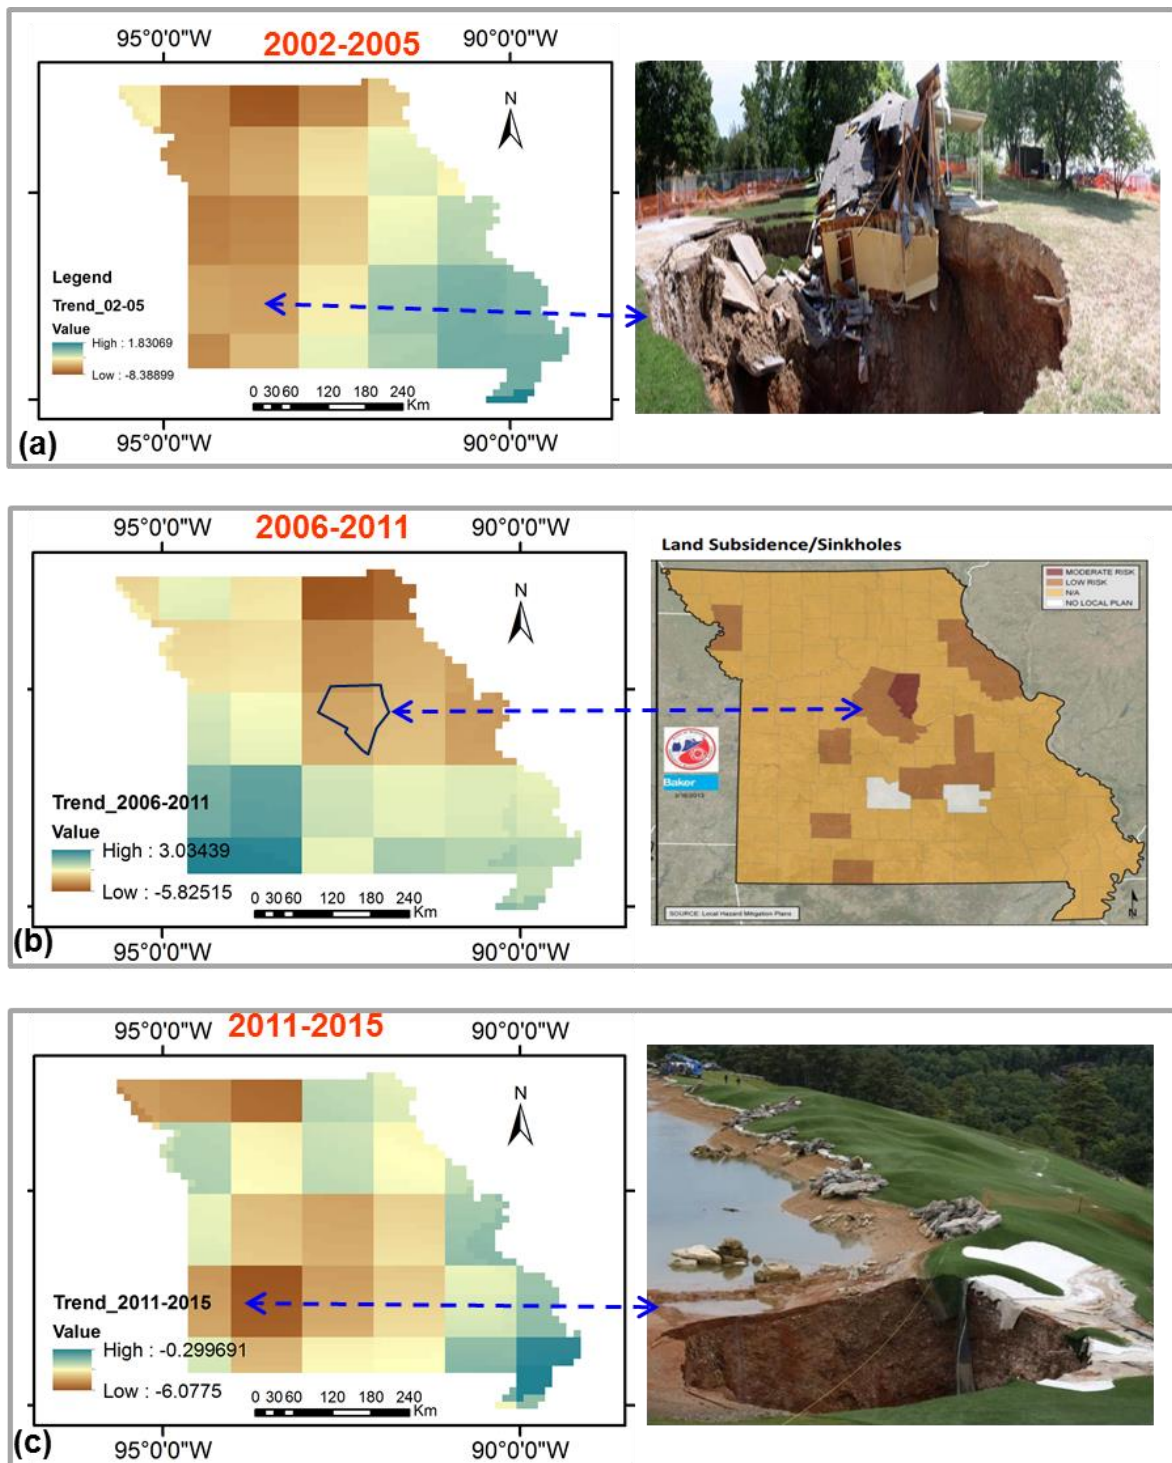 95°0'0"W 2002-2005 90°0'0"W
N
Legend
Trend_02-05
Value
High : 1.83069
Low : -8.38899
0 30 60 120 180 240
Km
(a)
95°0'0"W 90°0'0"W
95°0'0"W 2006-2011 90°0'0"W
N
Trend_2006-2011
Value
High : 3.03439
Low : -5.82515
0 30 60 120 180 240
Km
(b)
95°0'0"W 90°0'0"W
Land Subsidence/Sinkholes
MODERATE RISK
LOW RISK
N/A
NO LOCAL PLAN
Baker
SOURCE: Local Hazard Mitigation Plans
N
95°0'0"W 2011-2015 90°0'0"W
N
Trend_2011-2015
Value
High : -0.299691
Low : -6.0775
0 30 60 120 180 240
Km
(c)
95°0'0"W 90°0'0"W